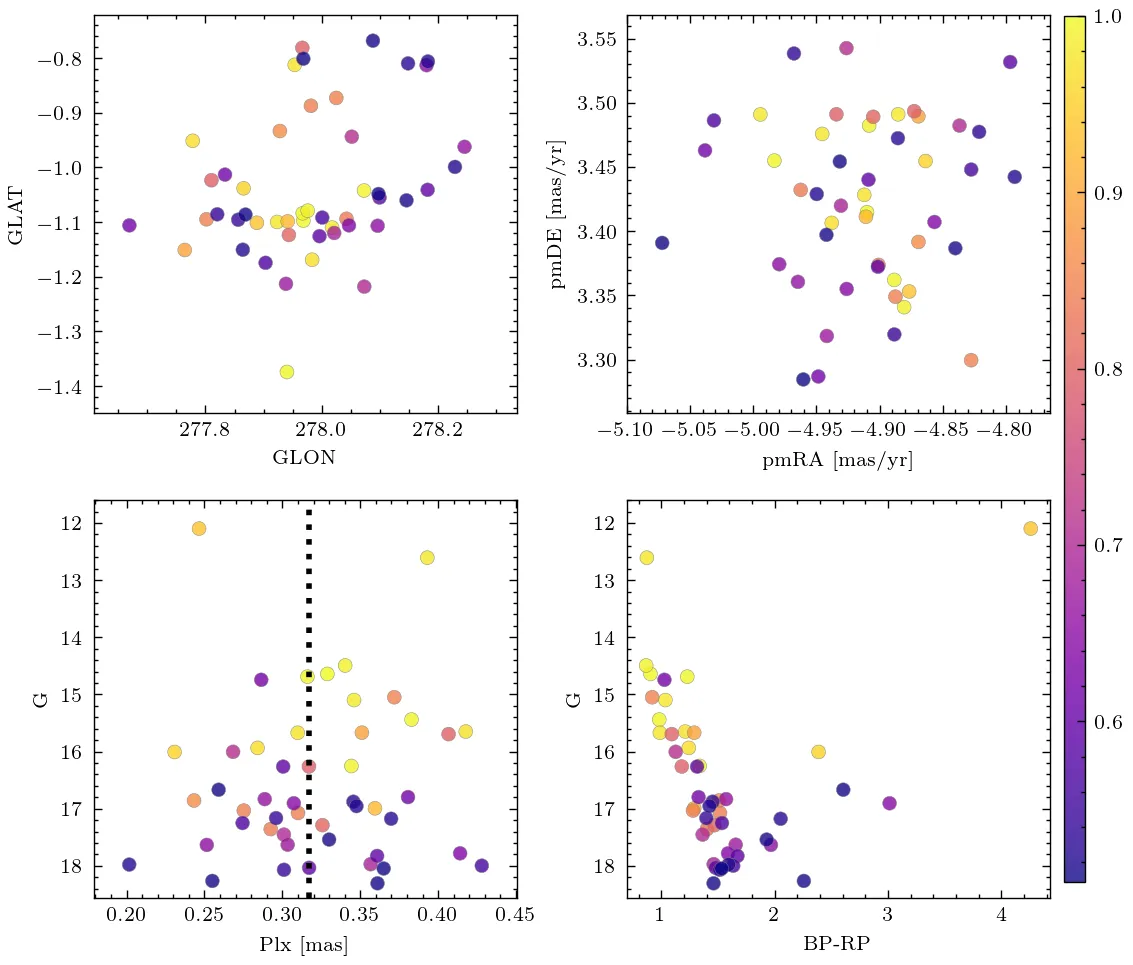 −0.8
−0.9
−1.0
−1.1
−1.2
−1.3
−1.4
GLAT
277.8 278.0 278.2
GLON
3.55
3.50
3.45
3.40
3.35
3.30
pmDE [mas/yr]
−5.10 −5.05 −5.00 −4.95 −4.90 −4.85 −4.80
pmRA [mas/yr]
12
13
14
15
16
17
18
G
0.20 0.25 0.30 0.35 0.40 0.45
Plx [mas]
12
13
14
15
16
17
18
G
1 2 3 4
BP-RP
1.0
0.9
0.8
0.7
0.6